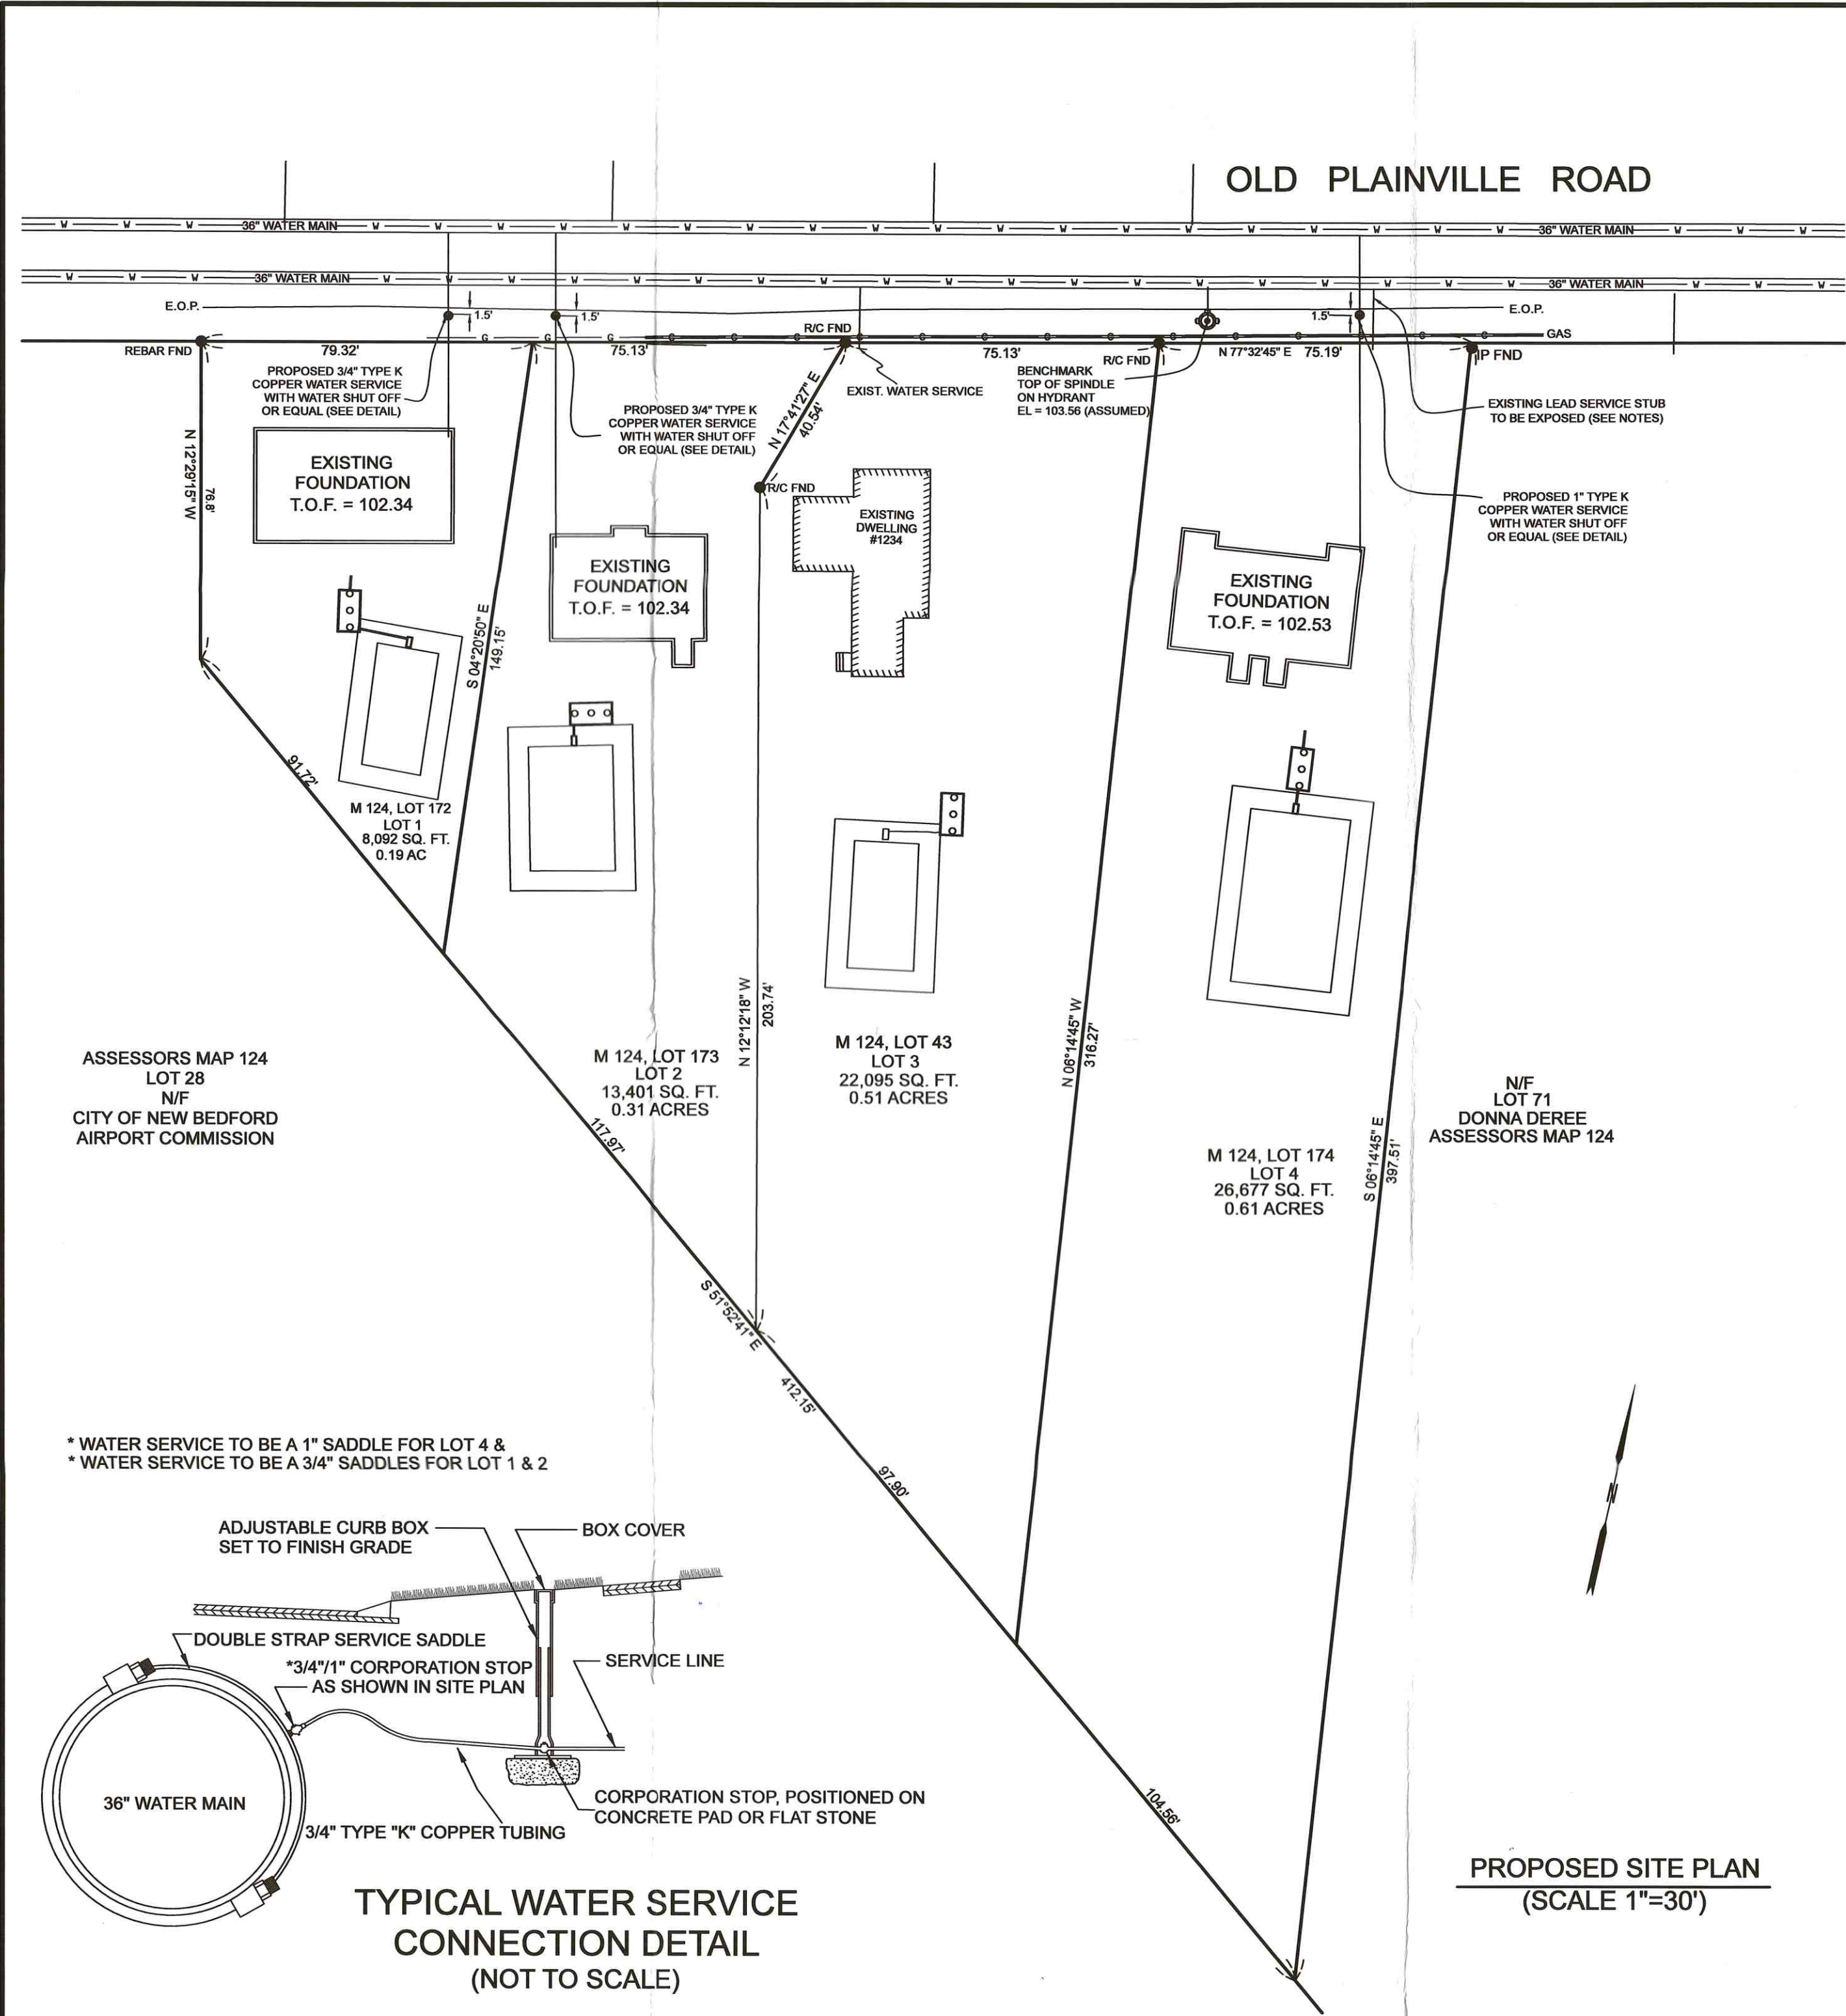 OLD PLAINVILLE ROAD
W W W 36" WATER MAIN W W W W W W W W W W W W W W W W W W W 36" WATER MAIN W W W
W W W 36" WATER MAIN W W W W W W W W W W W W W W W W W W W 36" WATER MAIN W W W
E.O.P.
1.5'
1.5'
1.5'
E.O.P.
R/C FND
G G G G G G G G G G G G G G G G G GAS
REBAR FND
79.32'
75.13'
75.13'
R/C FND
N 77°32'45" E 75.19'
IP FND
PROPOSED 3/4" TYPE K
COPPER WATER SERVICE
WITH WATER SHUT OFF
OR EQUAL (SEE DETAIL)
PROPOSED 3/4" TYPE K
COPPER WATER SERVICE
WITH WATER SHUT OFF
OR EQUAL (SEE DETAIL)
N 17°41'27" E
40.54'
EXIST. WATER SERVICE
BENCHMARK
TOP OF SPINDLE
ON HYDRANT
EL = 103.56 (ASSUMED)
EXISTING LEAD SERVICE STUB
TO BE EXPOSED (SEE NOTES)
N 12°29'15" W
76.8'
EXISTING
FOUNDATION
T.O.F. = 102.34
R/C FND
EXISTING
DWELLING
#1234
PROPOSED 1" TYPE K
COPPER WATER SERVICE
WITH WATER SHUT OFF
OR EQUAL (SEE DETAIL)
EXISTING
FOUNDATION
T.O.F. = 102.34
EXISTING
FOUNDATION
T.O.F. = 102.53
S 04°20'50" E
149.15'
91.72'
M 124, LOT 172
LOT 1
8,092 SQ. FT.
0.19 AC
N 12°12'18" W
203.74'
N 06°14'45" W
316.27'
S 06°14'45" E
397.51'
ASSESSORS MAP 124
LOT 28
N/F
CITY OF NEW BEDFORD
AIRPORT COMMISSION
M 124, LOT 173
LOT 2
13,401 SQ. FT.
0.31 ACRES
M 124, LOT 43
LOT 3
22,095 SQ. FT.
0.51 ACRES
N/F
LOT 71
DONNA DEREE
ASSESSORS MAP 124
M 124, LOT 174
LOT 4
26,677 SQ. FT.
0.61 ACRES
117.97'
S 51°52'41" E
412.15'
97.90'
104.56'
N
* WATER SERVICE TO BE A 1" SADDLE FOR LOT 4 &
* WATER SERVICE TO BE A 3/4" SADDLES FOR LOT 1 & 2
ADJUSTABLE CURB BOX
SET TO FINISH GRADE
BOX COVER
DOUBLE STRAP SERVICE SADDLE
*3/4"/1" CORPORATION STOP
AS SHOWN IN SITE PLAN
SERVICE LINE
36" WATER MAIN
CORPORATION STOP, POSITIONED ON
CONCRETE PAD OR FLAT STONE
3/4" TYPE "K" COPPER TUBING
TYPICAL WATER SERVICE
CONNECTION DETAIL
(NOT TO SCALE)
PROPOSED SITE PLAN
(SCALE 1"=30')